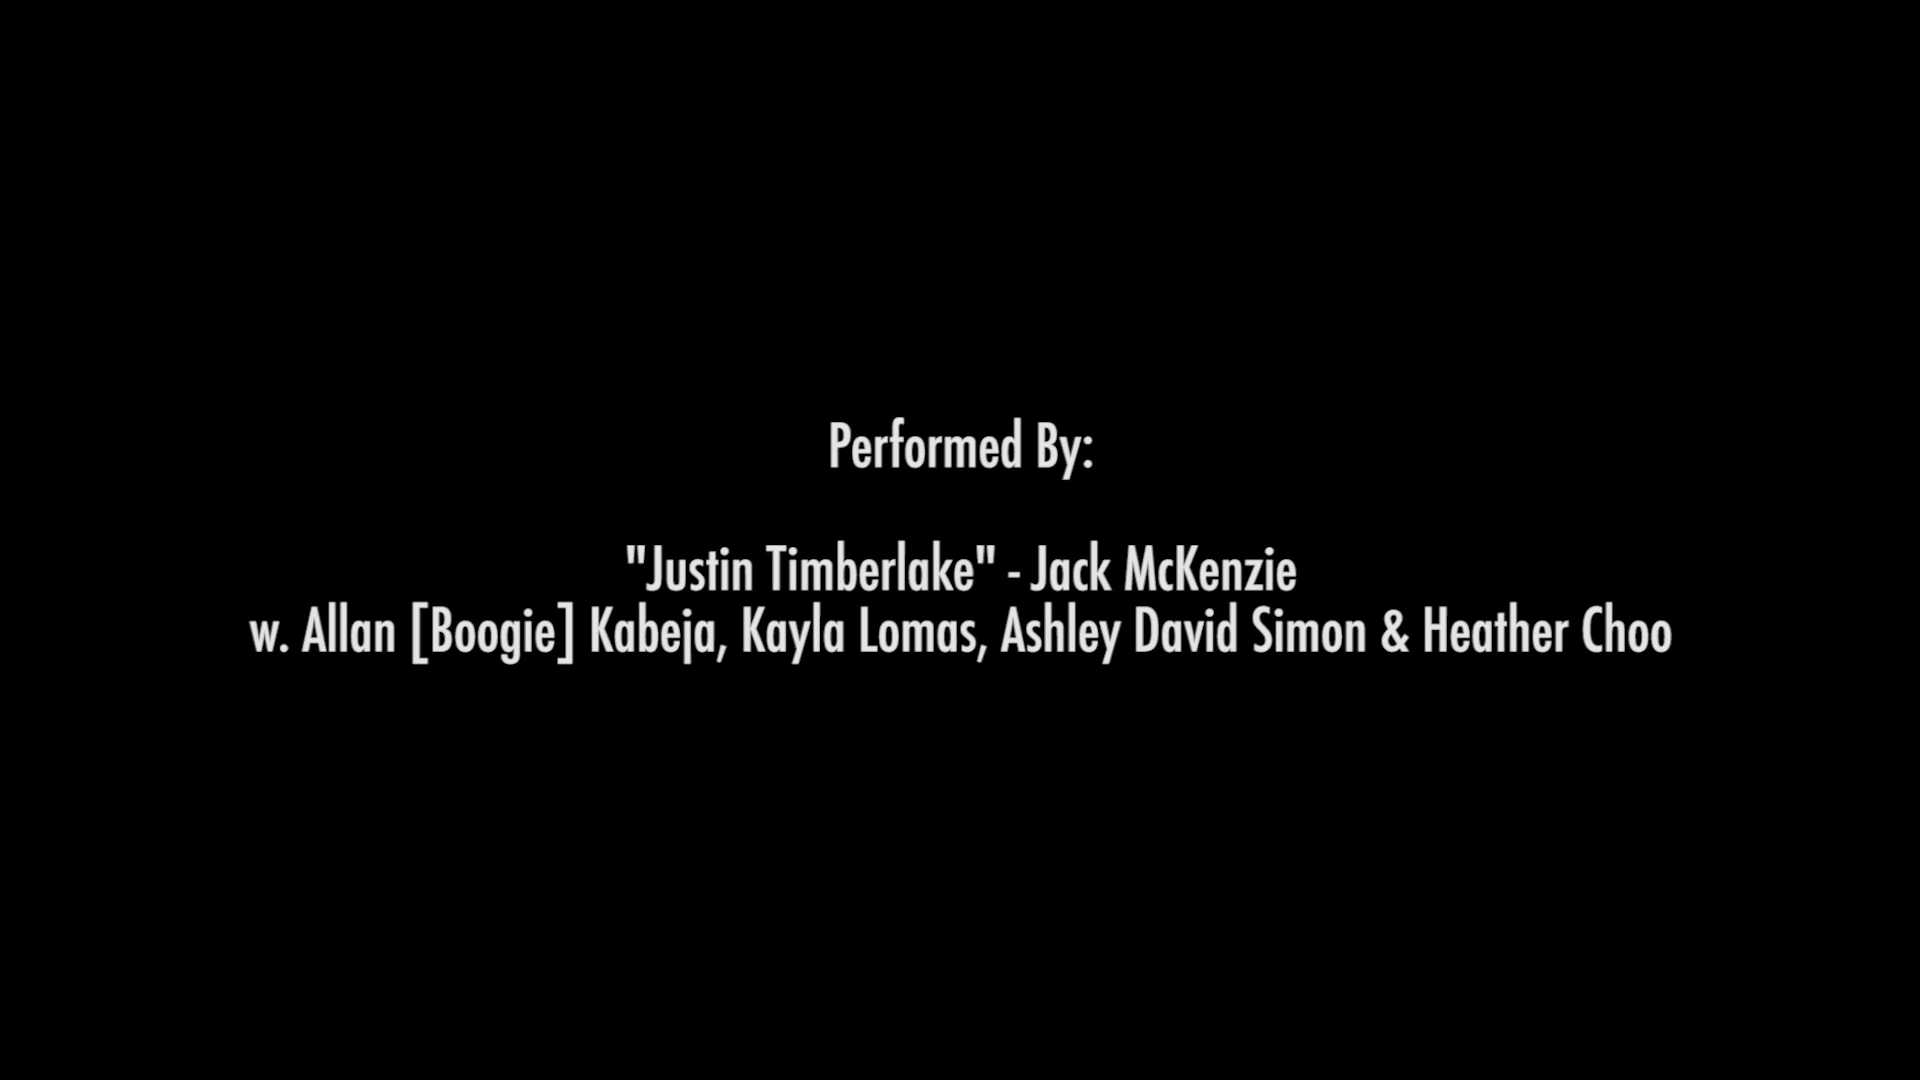 Performed By:
"Justin Timberlake" - Jack McKenzie
w. Allan [Boogie] Kabeja, Kayla Lomas, Ashley David Simon & Heather Choo